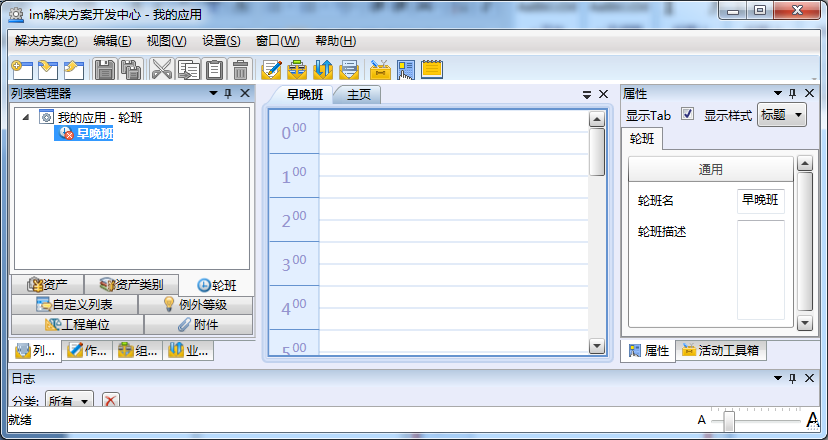 im解决方案开发中心 - 我的应用
解决方案(P) 编辑(E) 视图(V) 设置(S) 窗口(W) 帮助(H)
列表管理器
我的应用 - 轮班
早晚班
资产 资产类别 轮班
自定义列表 例外等级
工程单位 附件
列... 作... 组... 业...
早晚班 主页
0 00
1 00
2 00
3 00
4 00
5 00
属性
显示Tab 显示样式 标题
轮班
通用
轮班名 早晚班
轮班描述
属性 活动工具箱
日志
分类: 所有
就绪
A A